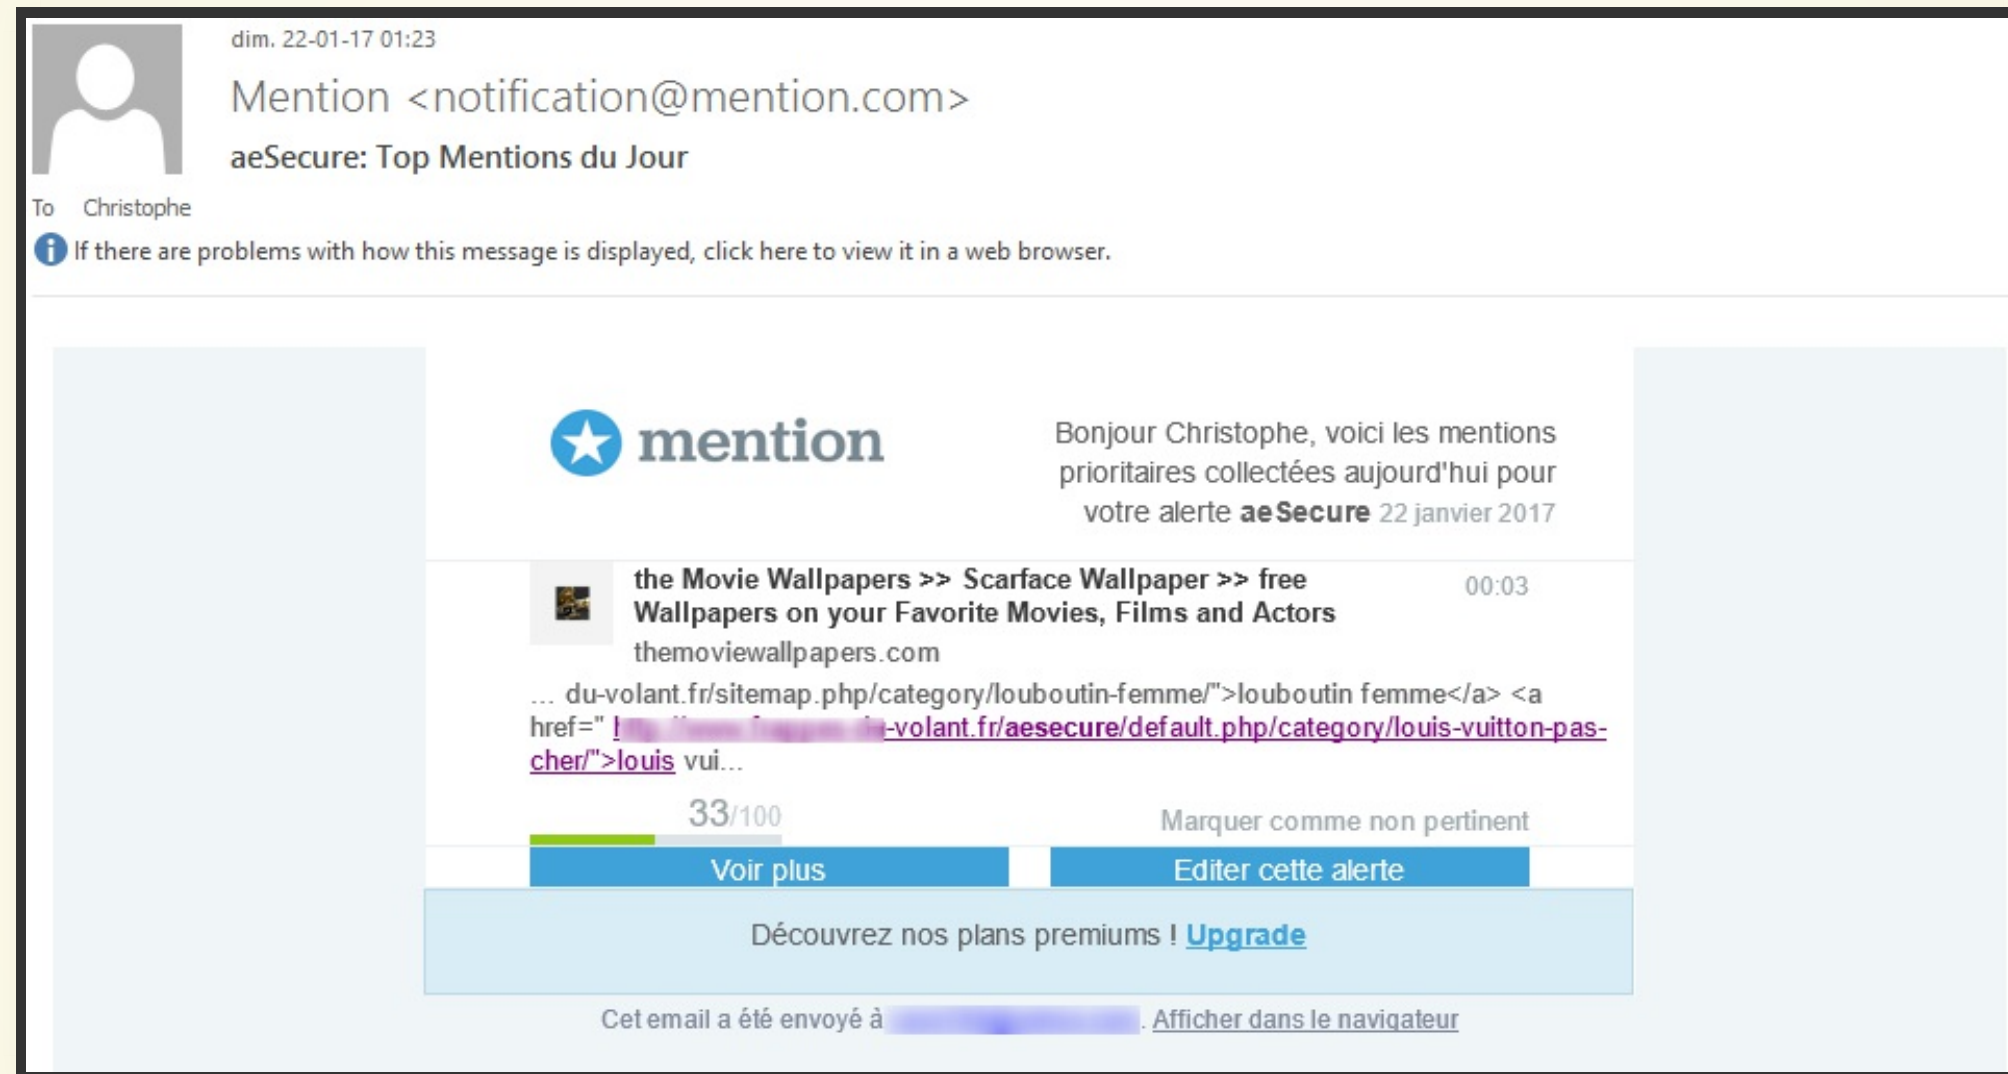 dim. 22-01-17 01:23
Mention <notification@mention.com>
aeSecure: Top Mentions du Jour
To Christophe
If there are problems with how this message is displayed, click here to view it in a web browser.
mention
Bonjour Christophe, voici les mentions
prioritaires collectées aujourd'hui pour
votre alerte aeSecure 22 janvier 2017
the Movie Wallpapers >> Scarface Wallpaper >> free
Wallpapers on your Favorite Movies, Films and Actors
00:03
themoviewallpapers.com
... du-volant.fr/sitemap.php/category/louboutin-femme/">louboutin femme</a> <a
href=" -volant.fr/aesecure/default.php/category/louis-vuitton-pas-
cher/">louis vui...
33/100
Marquer comme non pertinent
Voir plus
Editer cette alerte
Découvrez nos plans premiums ! Upgrade
Cet email a été envoyé à . Afficher dans le navigateur